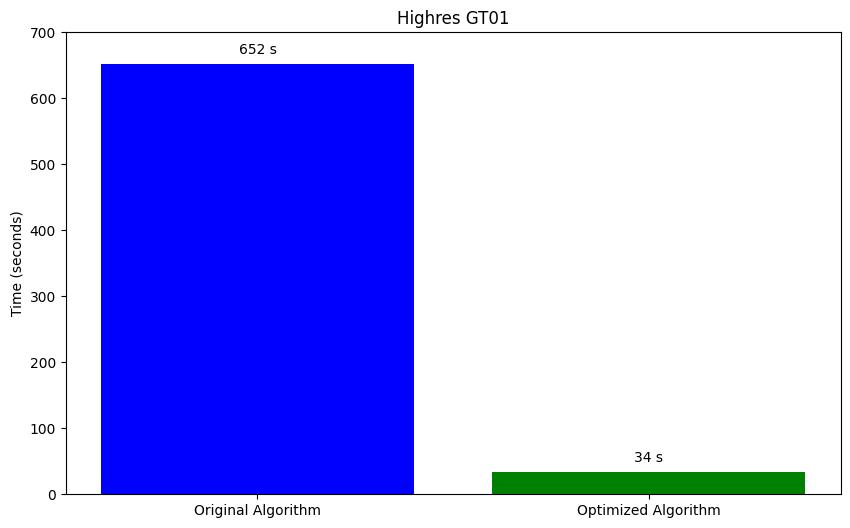 Highres GT01
700
600
500
400
300
200
100
0
Time (seconds)
652 s
34 s
Original Algorithm
Optimized Algorithm